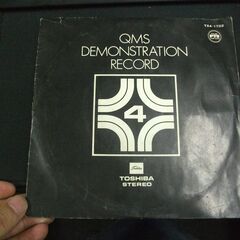 QMS
DEMONSTRATION
RECORD
4
TOSHIBA
STEREO